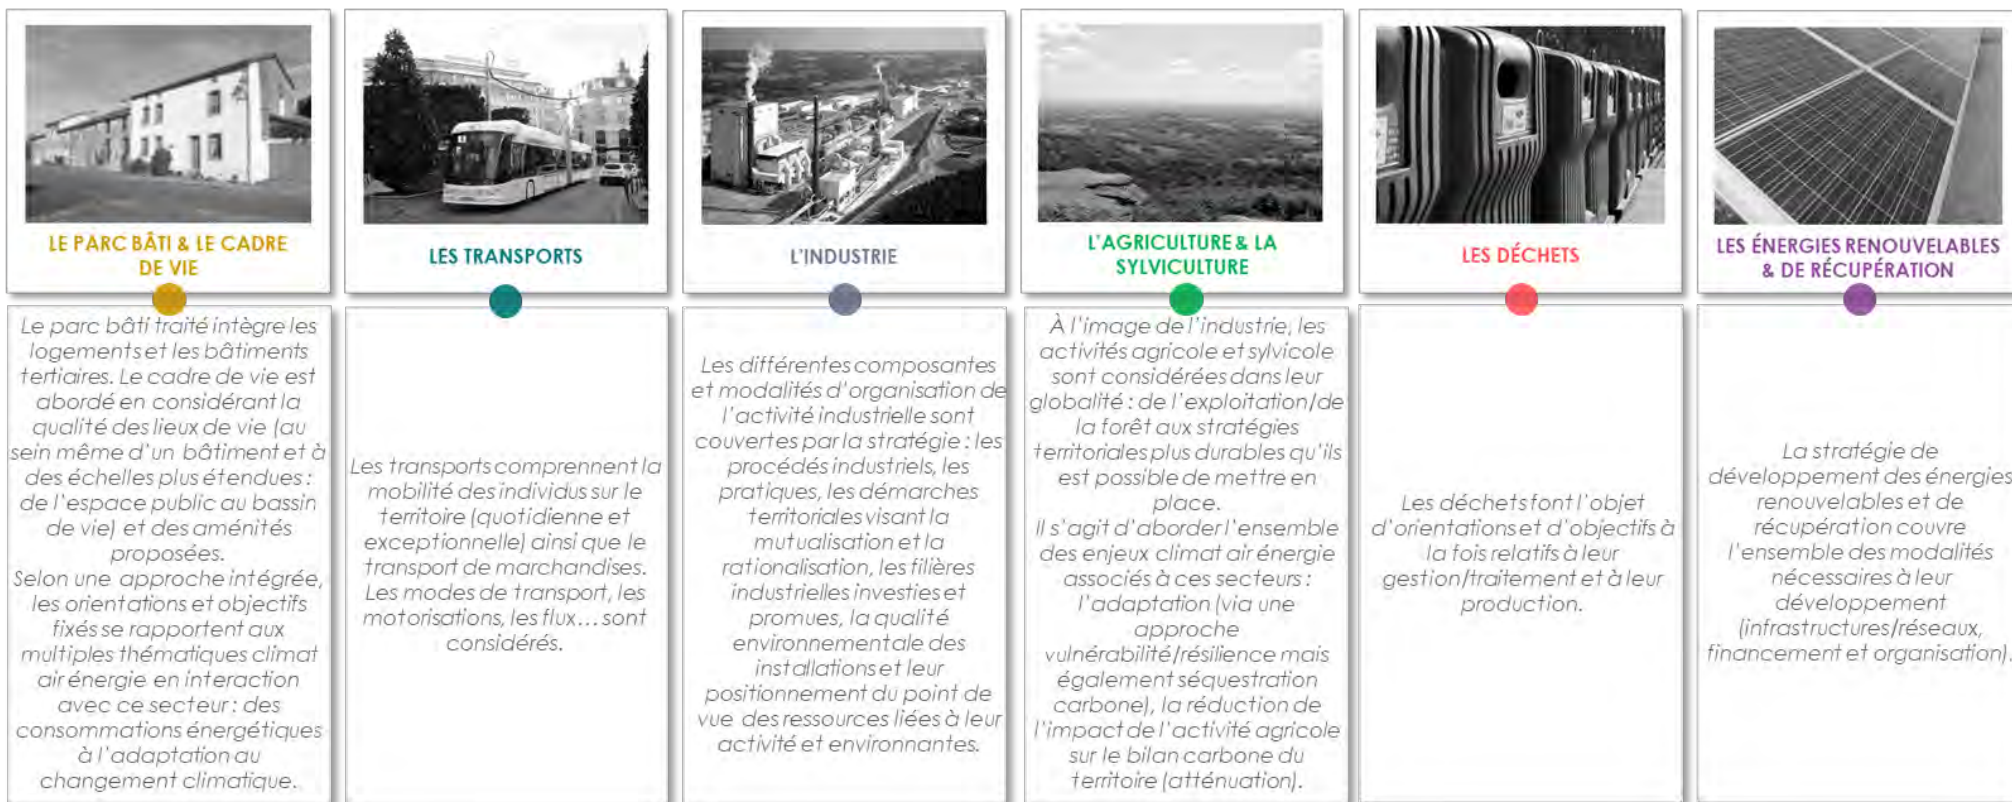 LE PARC BÂTI & LE CADRE
DE VIE
Le parc bâti traité intègre les
logements et les bâtiments
tertiaires. Le cadre de vie est
abordé en considérant la
qualité des lieux de vie (au
sein même d'un bâtiment et à
des échelles plus étendues :
de l'espace public au bassin
de vie) et des aménités
proposées.
Selon une approche intégrée,
les orientations et objectifs
fixés se rapportent aux
multiples thématiques climat
air énergie en interaction
avec ce secteur : des
consommations énergétiques
à l'adaptation au
changement climatique.
LES TRANSPORTS
Les transports comprennent la
mobilité des individus sur le
territoire (quotidienne et
exceptionnelle) ainsi que le
transport de marchandises.
Les modes de transport, les
motorisations, les flux... sont
considérés.
L'INDUSTRIE
Les différentes composantes
et modalités d'organisation de
l'activité industrielle sont
couvertes par la stratégie : les
procédés industriels, les
pratiques, les démarches
territoriales visant la
mutualisation et la
rationalisation, les filières
industrielles investies et
promues, la qualité
environnementale des
installations et leur
positionnement du point de
vue des ressources liées à leur
activité et environnantes.
L'AGRICULTURE & LA
SYLVICULTURE
À l'image de l'industrie, les
activités agricole et sylvicole
sont considérées dans leur
globalité : de l'exploitation/de
la forêt aux stratégies
territoriales plus durables qu'ils
est possible de mettre en
place.
Il s'agit d'aborder l'ensemble
des enjeux climat air énergie
associés à ces secteurs :
l'adaptation (via une
approche
vulnérabilité/résilience mais
également séquestration
carbone), la réduction de
l'impact de l'activité agricole
sur le bilan carbone du
territoire (atténuation).
LES DÉCHETS
Les déchets font l'objet
d'orientations et d'objectifs à
la fois relatifs à leur
gestion/traitement et à leur
production.
LES ÉNERGIES RENOUVELABLES
& DE RÉCUPÉRATION
La stratégie de
développement des énergies
renouvelables et de
récupération couvre
l'ensemble des modalités
nécessaires à leur
développement
(infrastructures/réseaux,
financement et organisation).